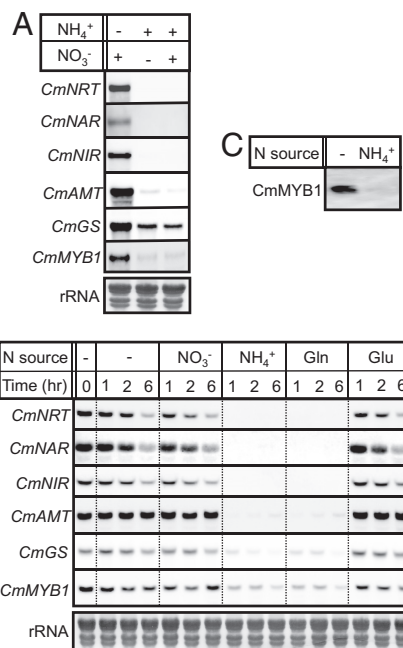 A
NH₄⁺ - + +
NO₃⁻ + - +
CmNRT
CmNAR
CmNIR
CmAMT
CmGS
CmMYB1
rRNA
C
N source - NH₄⁺
CmMYB1
N source - - NO₃⁻ NH₄⁺ Gln Glu
Time (hr) 0 1 2 6 1 2 6 1 2 6 1 2 6 1 2 6
CmNRT
CmNAR
CmNIR
CmAMT
CmGS
CmMYB1
rRNA